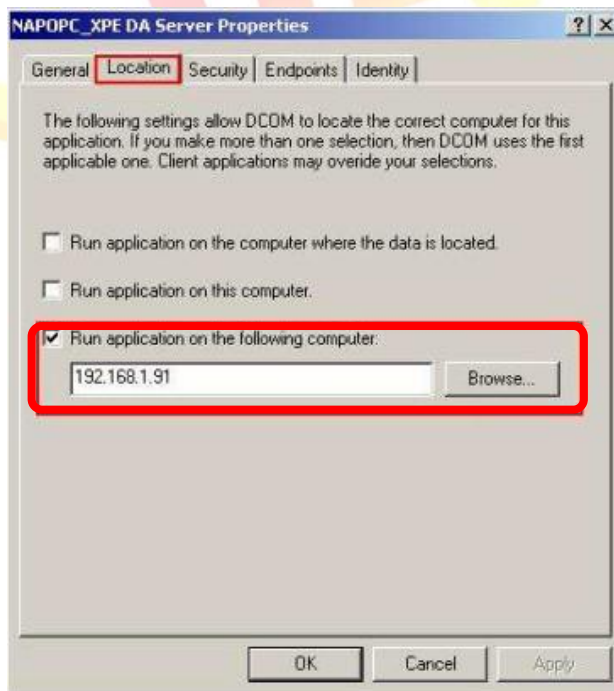 NAPOPC_XPE DA Server Properties
General Location Security Endpoints Identity
The following settings allow DCOM to locate the correct computer for this
application. If you make more than one selection, then DCOM uses the first
applicable one. Client applications may overide your selections.
Run application on the computer where the data is located.
Run application on this computer.
Run application on the following computer:
192.168.1.91
Browse...
OK Cancel Apply